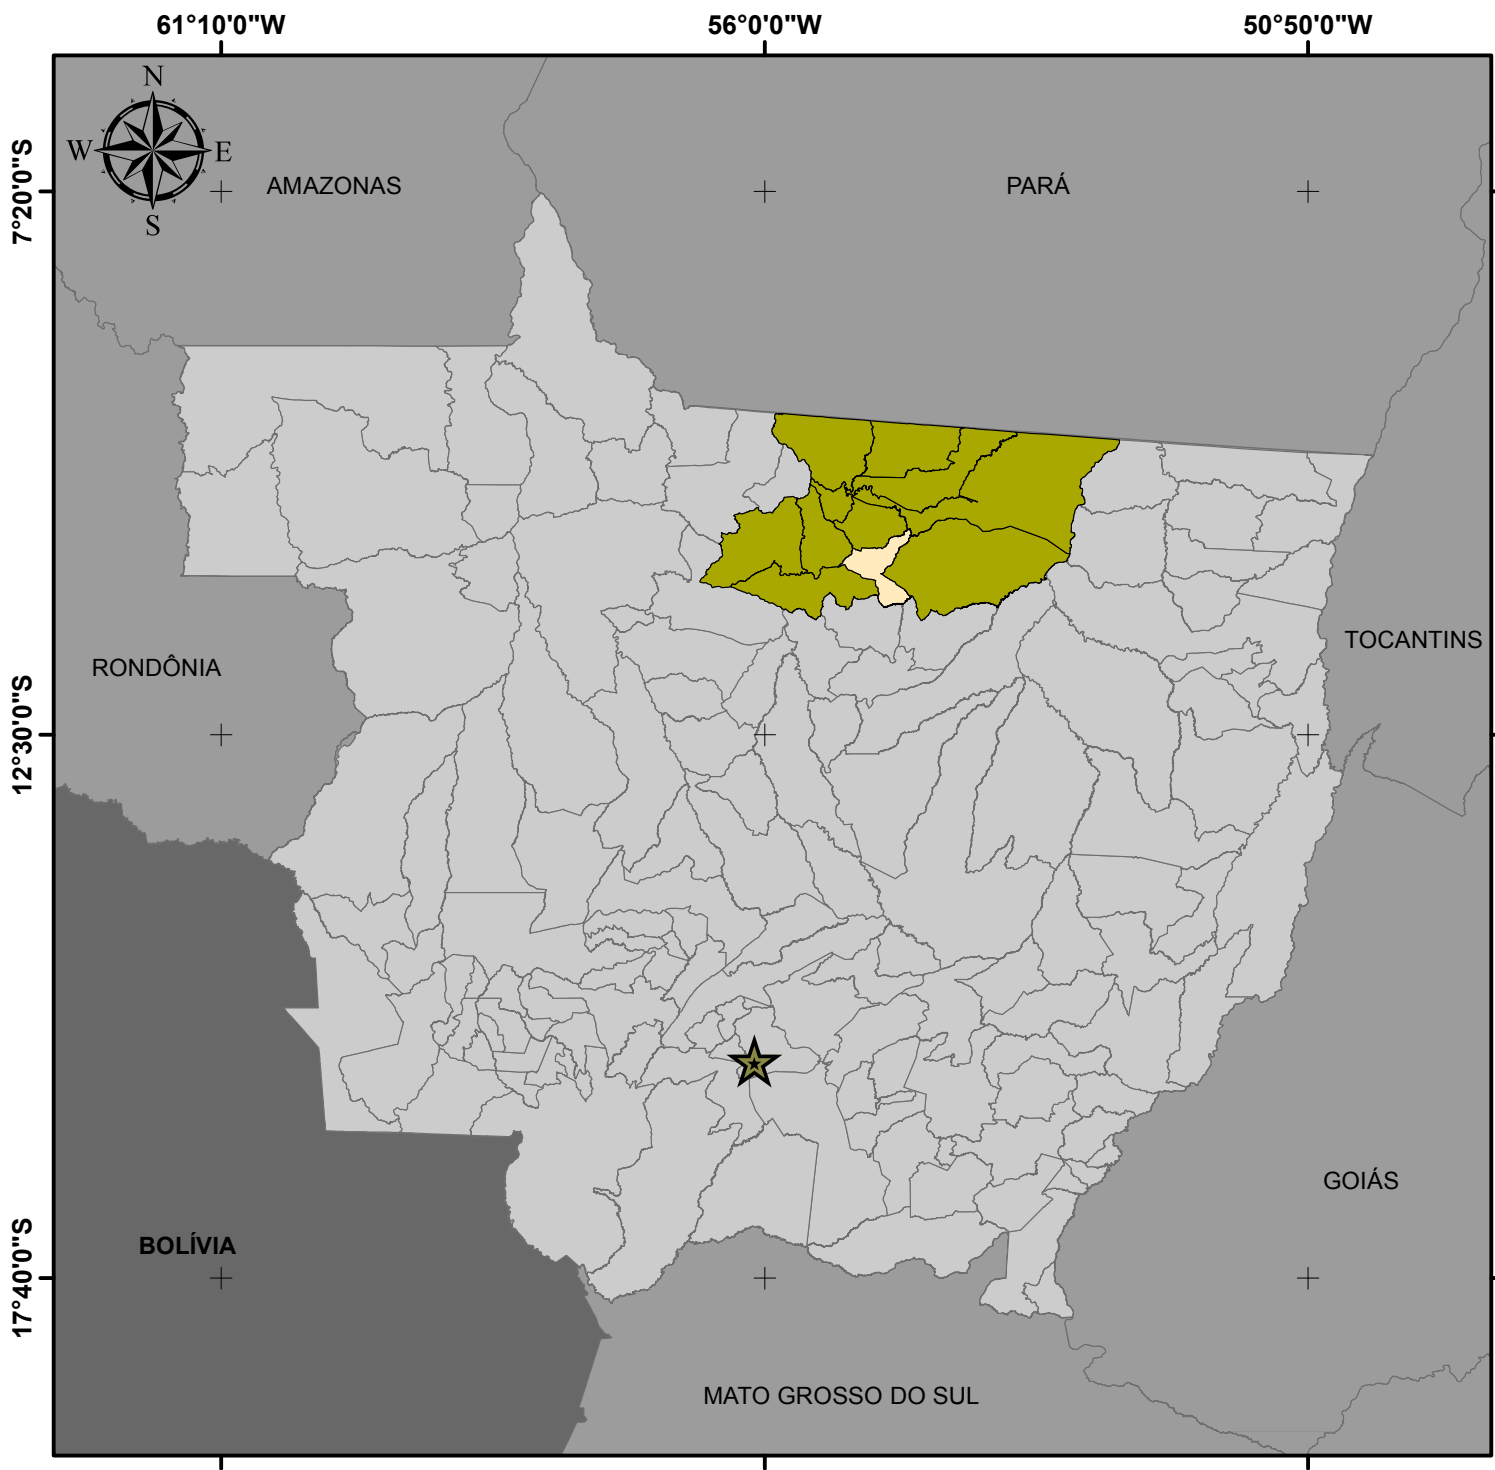 61°10'0"W
56°0'0"W
50°50'0"W
N
W
E
S
7°20'0"S
AMAZONAS
PARÁ
TOCANTINS
RONDÔNIA
12°30'0"S
GOIÁS
BOLÍVIA
17°40'0"S
MATO GROSSO DO SUL